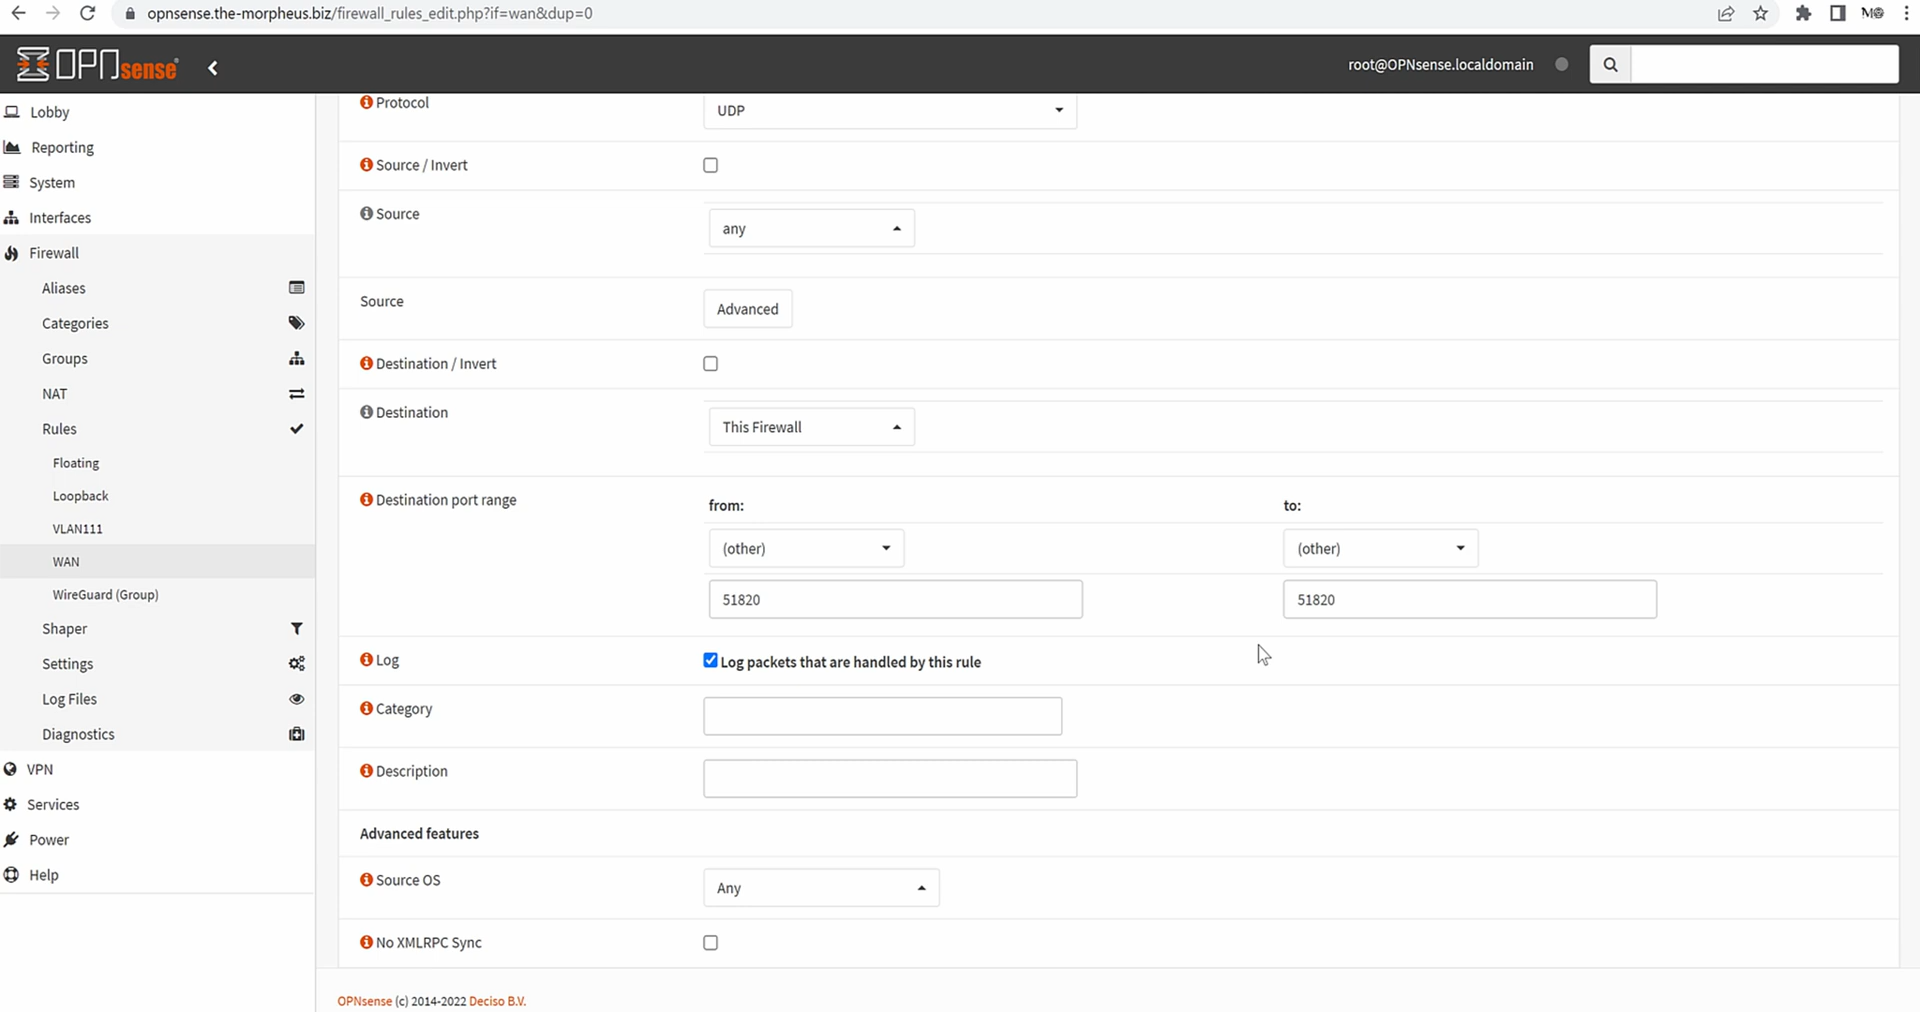 opnsense.the-morpheus.biz/firewall_rules_edit.php?if=wan&dup=0
OPNsense
root@OPNsense.localdomain
Lobby
Reporting
System
Interfaces
Firewall
Aliases
Categories
Groups
NAT
Rules
Floating
Loopback
VLAN111
WAN
WireGuard (Group)
Shaper
Settings
Log Files
Diagnostics
VPN
Services
Power
Help
Protocol
UDP
Source / Invert
Source
any
Source
Advanced
Destination / Invert
Destination
This Firewall
Destination port range
from: to:
(other) (other)
51820 51820
Log
Log packets that are handled by this rule
Category
Description
Advanced features
Source OS
Any
No XMLRPC Sync
OPNsense (c) 2014-2022 Deciso B.V.